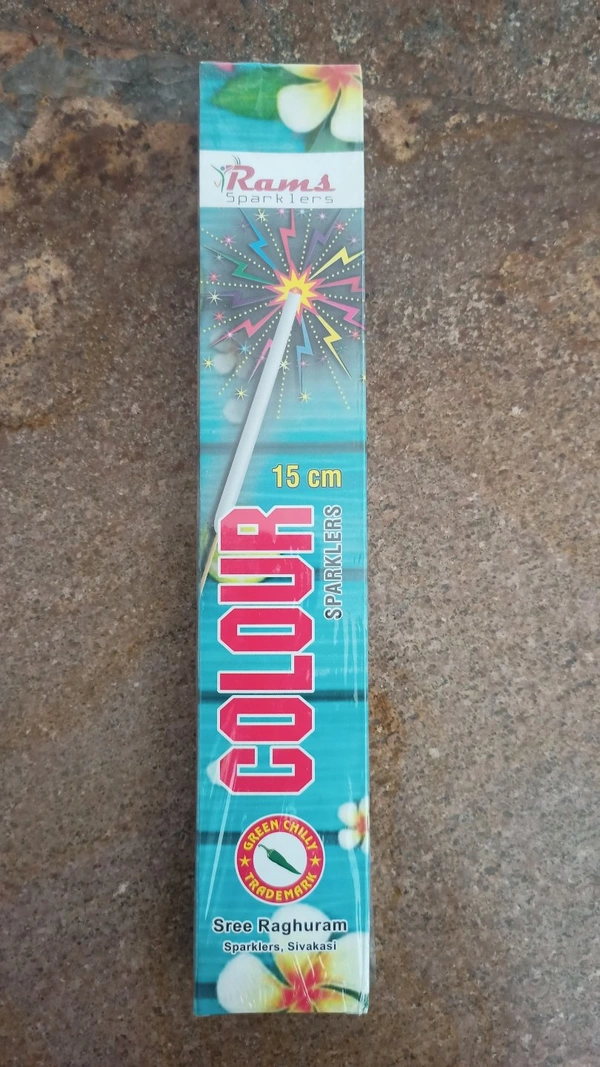 Rams
Sparklers
15 cm
COLOUR
SPARKLERS
GREEN CHILLY
TRADEMARK
Sree Raghuram
Sparklers, Sivakasi